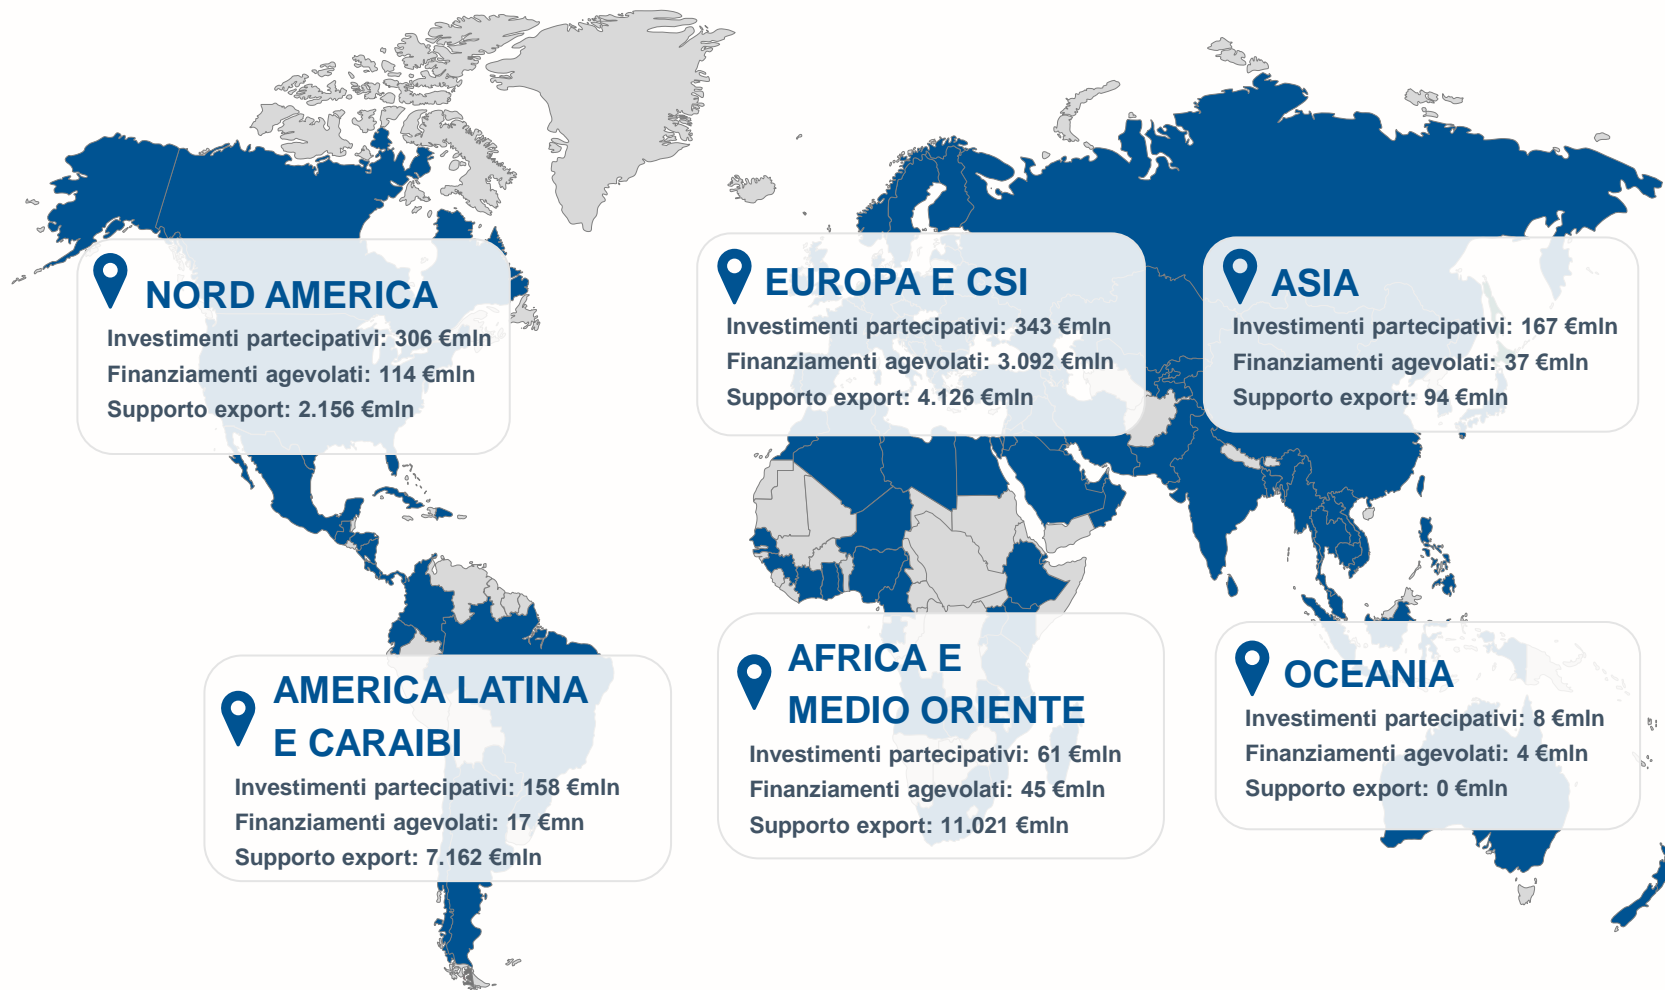 NORD AMERICA
Investimenti partecipativi: 306 €mln
Finanziamenti agevolati: 114 €mln
Supporto export: 2.156 €mln
EUROPA E CSI
Investimenti partecipativi: 343 €mln
Finanziamenti agevolati: 3.092 €mln
Supporto export: 4.126 €mln
ASIA
Investimenti partecipativi: 167 €mln
Finanziamenti agevolati: 37 €mln
Supporto export: 94 €mln
AMERICA LATINA
E CARAIBI
Investimenti partecipativi: 158 €mln
Finanziamenti agevolati: 17 €mn
Supporto export: 7.162 €mln
AFRICA E
MEDIO ORIENTE
Investimenti partecipativi: 61 €mln
Finanziamenti agevolati: 45 €mln
Supporto export: 11.021 €mln
OCEANIA
Investimenti partecipativi: 8 €mln
Finanziamenti agevolati: 4 €mln
Supporto export: 0 €mln